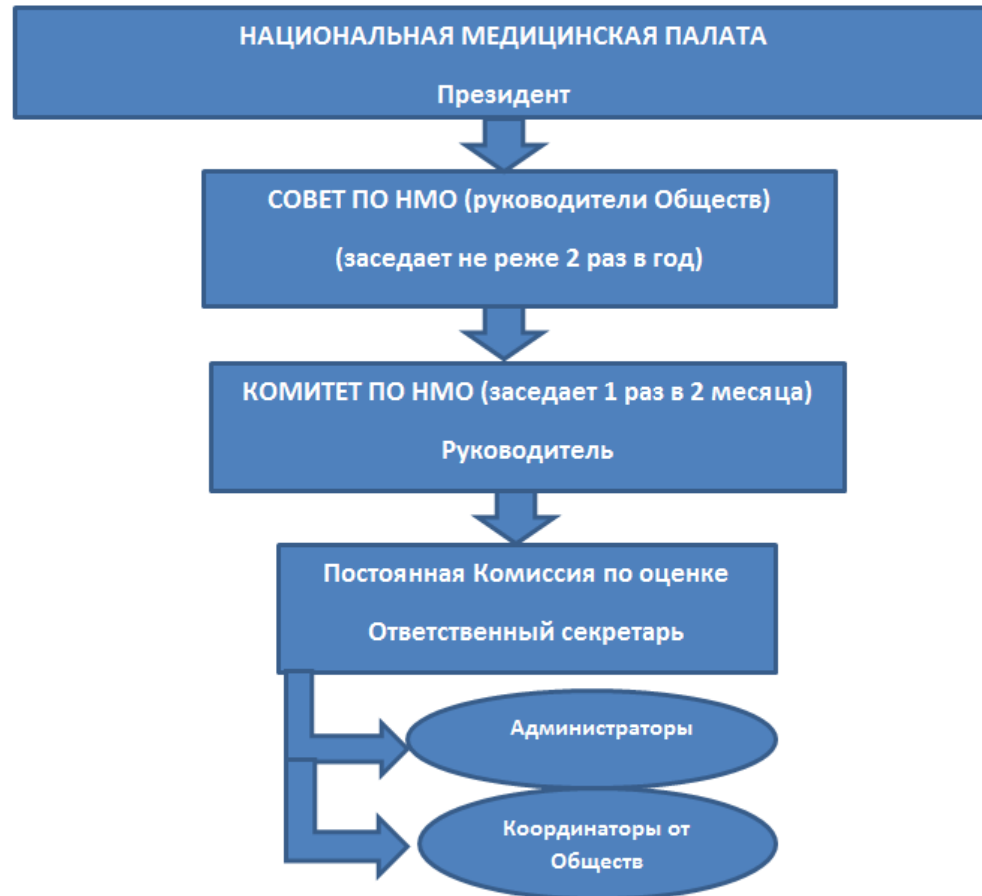 НАЦИОНАЛЬНАЯ МЕДИЦИНСКАЯ ПАЛАТА
Президент
СОВЕТ ПО НМО (руководители Обществ)
(заседает не реже 2 раз в год)
КОМИТЕТ ПО НМО (заседает 1 раз в 2 месяца)
Руководитель
Постоянная Комиссия по оценке
Ответственный секретарь
Администраторы
Координаторы от
Обществ